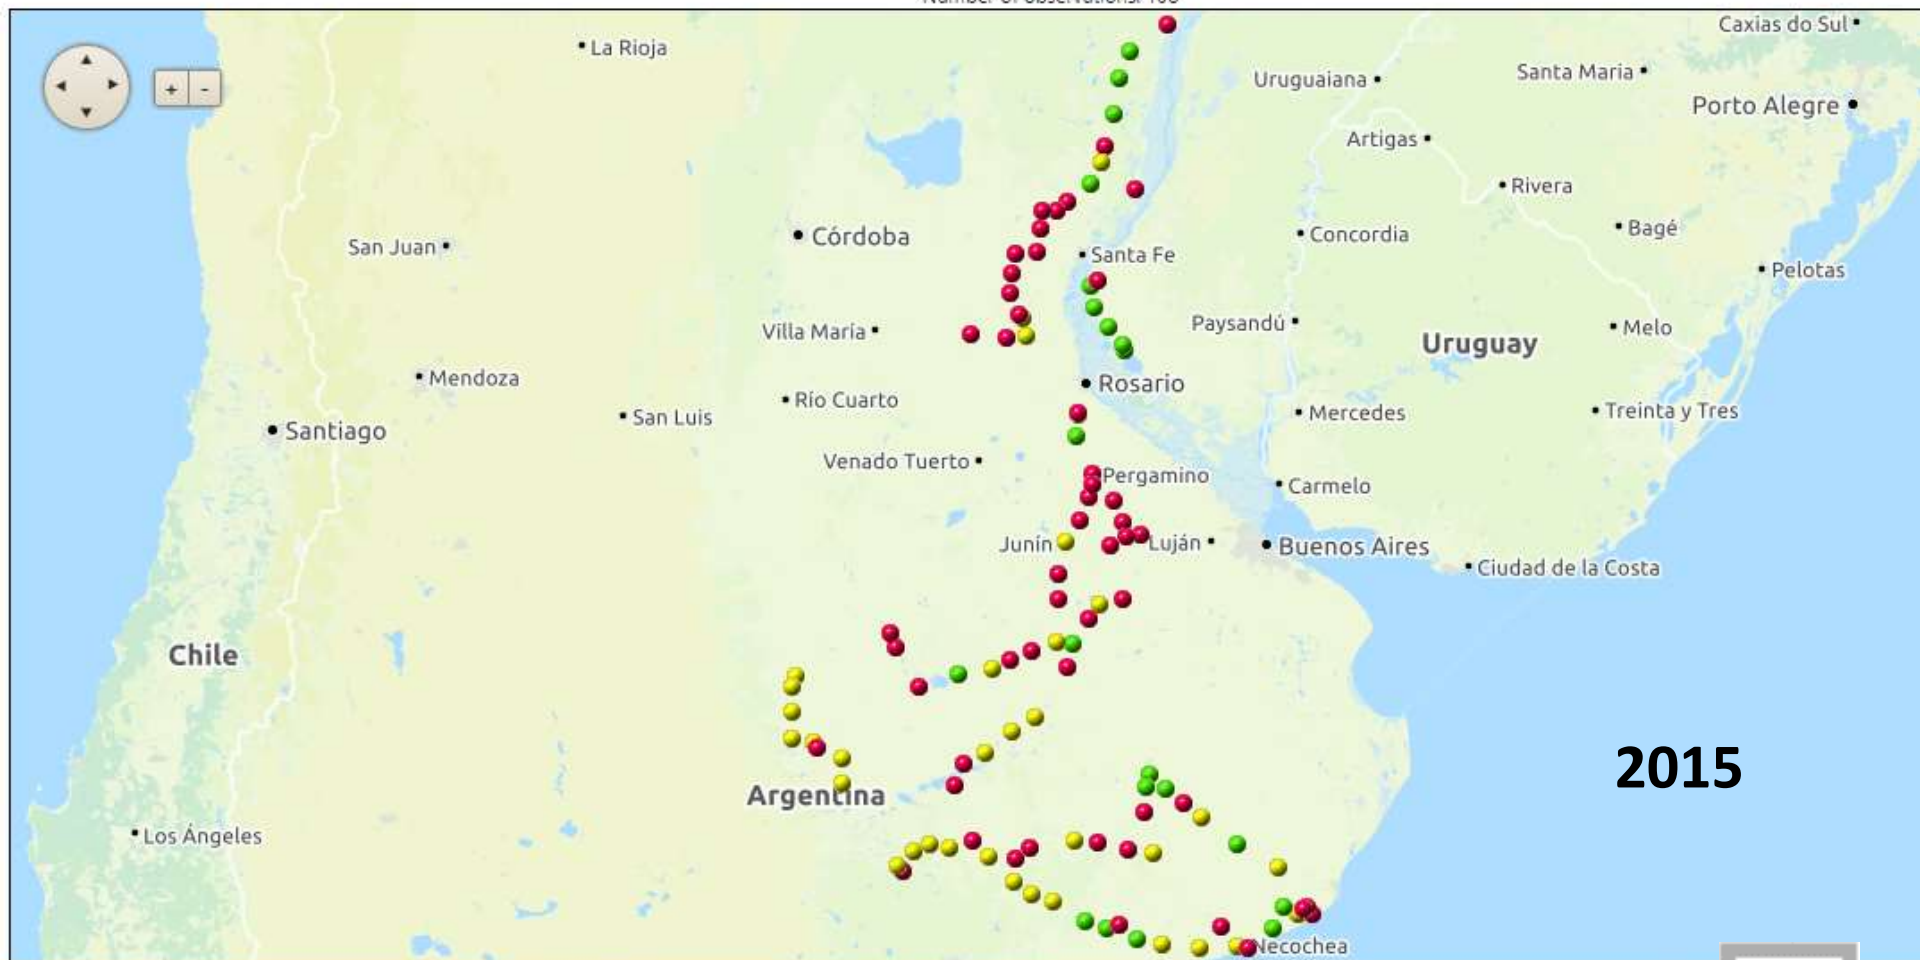 Caxias do Sul
La Rioja
Santa Maria
Uruguaiana
+ -
Porto Alegre
Artigas
Rivera
Bagé
Córdoba
Concordia
San Juan
Santa Fe
Pelotas
Paysandú
Melo
Villa María
Uruguay
Mendoza
Rosario
Río Cuarto
Mercedes
Treinta y Tres
San Luis
Santiago
Venado Tuerto
Pergamino
Carmelo
Junín
Luján
Buenos Aires
Ciudad de la Costa
Chile
2015
Argentina
Los Ángeles
Necochea